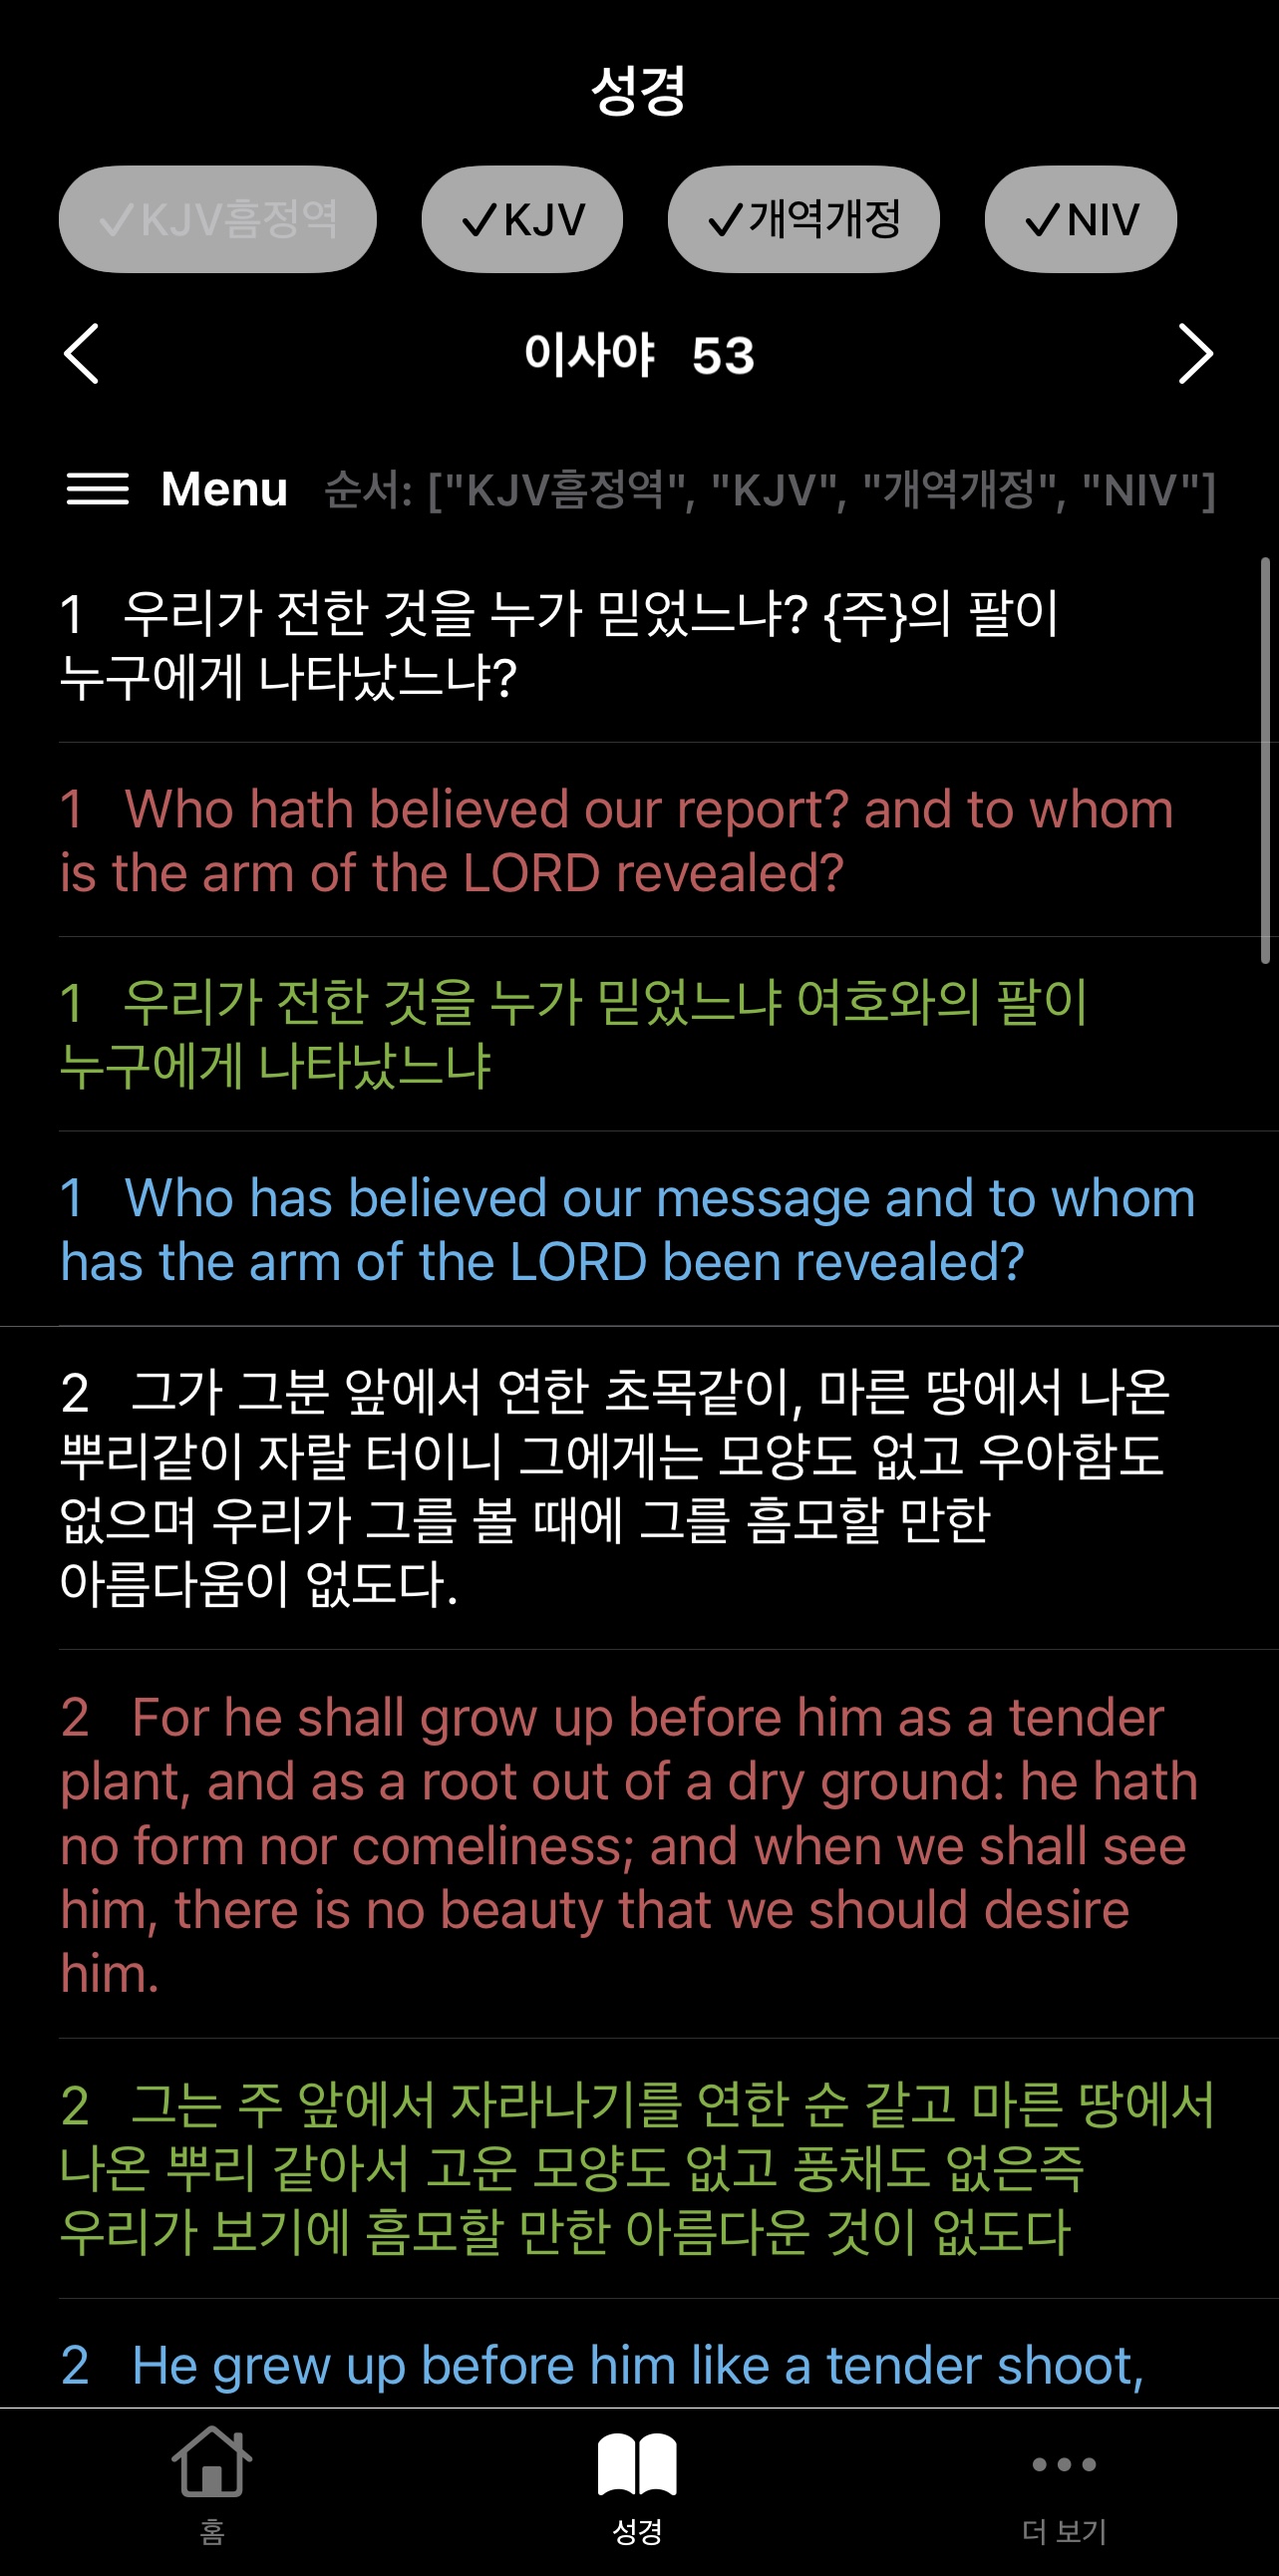 성경
✓KJV흠정역 ✓KJV ✓개역개정 ✓NIV
이사야 53
Menu 순서: ["KJV흠정역", "KJV", "개역개정", "NIV"]
1 우리가 전한 것을 누가 믿었느냐? {주}의 팔이
누구에게 나타났느냐?
1 Who hath believed our report? and to whom
is the arm of the LORD revealed?
1 우리가 전한 것을 누가 믿었느냐 여호와의 팔이
누구에게 나타났느냐
1 Who has believed our message and to whom
has the arm of the LORD been revealed?
2 그가 그분 앞에서 연한 초목같이, 마른 땅에서 나온
뿌리같이 자랄 터이니 그에게는 모양도 없고 우아함도
없으며 우리가 그를 볼 때에 그를 흠모할 만한
아름다움이 없도다.
2 For he shall grow up before him as a tender
plant, and as a root out of a dry ground: he hath
no form nor comeliness; and when we shall see
him, there is no beauty that we should desire
him.
2 그는 주 앞에서 자라나기를 연한 순 같고 마른 땅에서
나온 뿌리 같아서 고운 모양도 없고 풍채도 없은즉
우리가 보기에 흠모할 만한 아름다운 것이 없도다
2 He grew up before him like a tender shoot,
홈 성경 더 보기